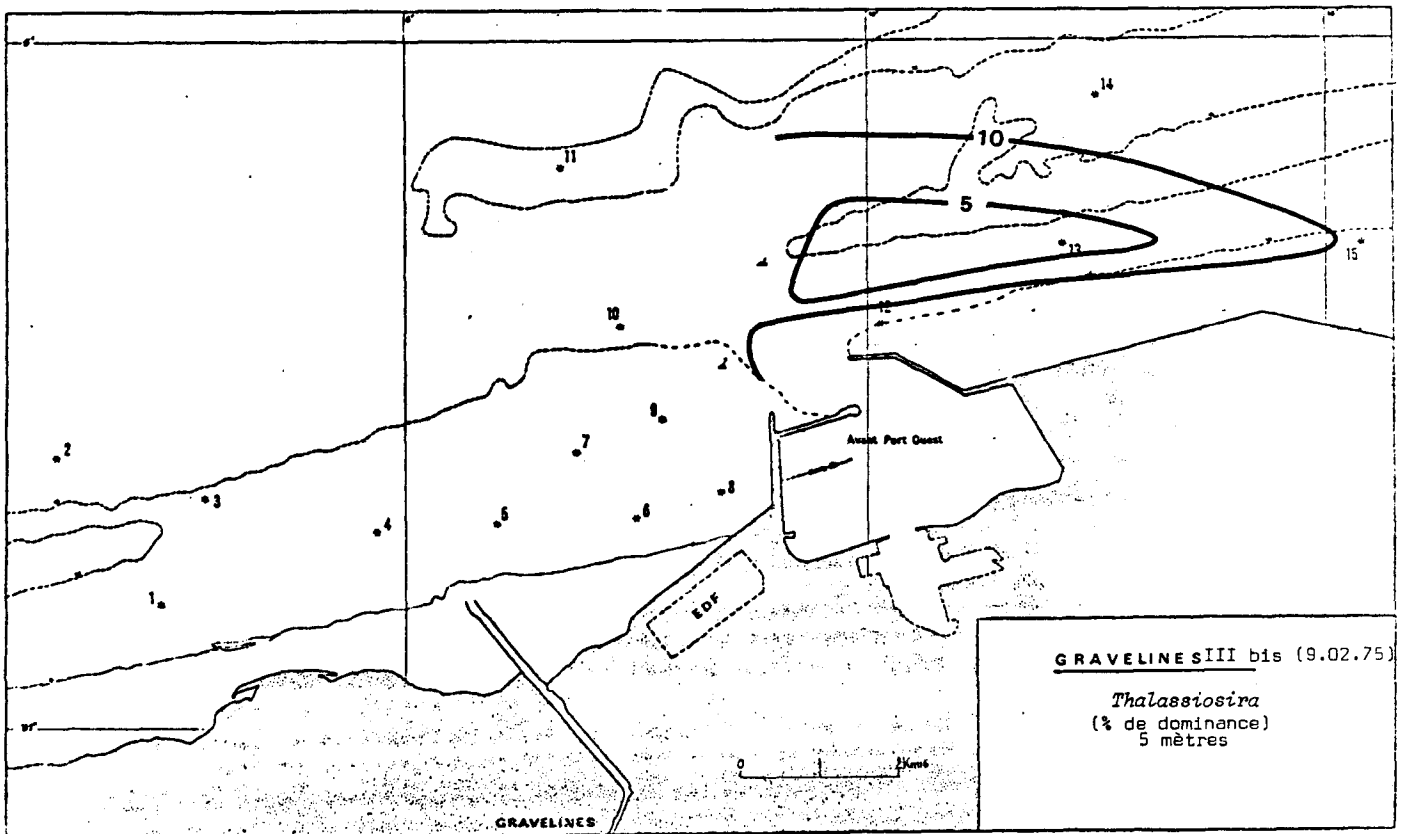 14
11
10
5
13
15
12
10
2
9
7
3
8
4
5
6
1
Avant Port Ouest
EDF
0
2Kms
GRAVELINES
GRAVELINES III bis (9.02.75)
Thalassiosira
(% de dominance)
5 mètres